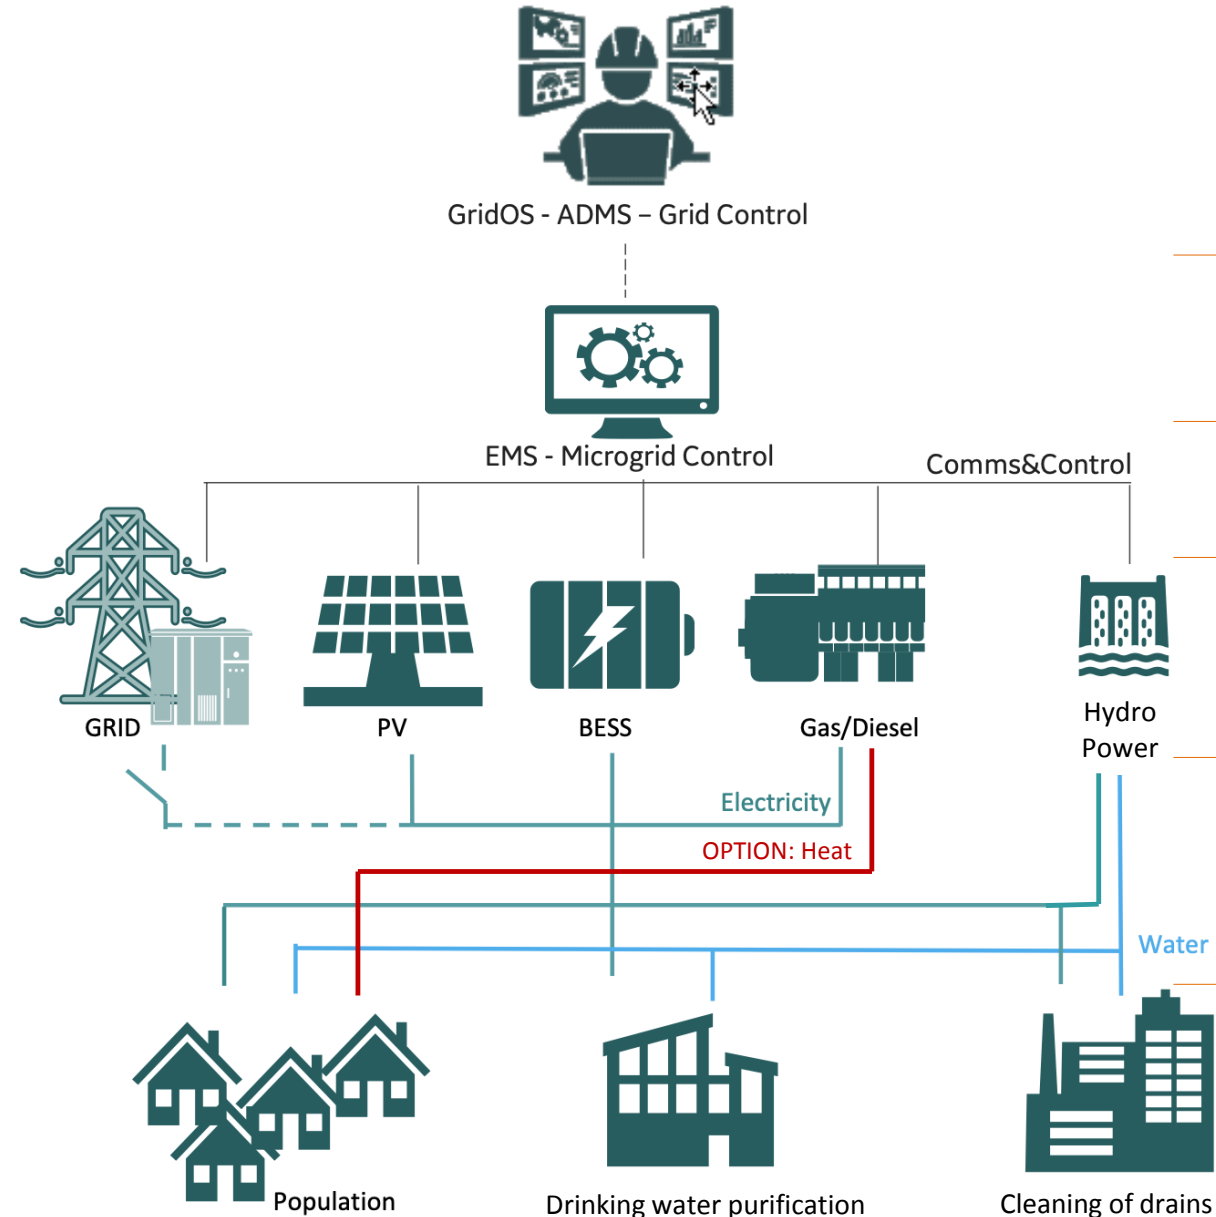 GridOS - ADMS – Grid Control
EMS - Microgrid Control
Comms&Control
GRID
PV
BESS
Gas/Diesel
Hydro
Power
Electricity
OPTION: Heat
Water
Population
Drinking water purification
Cleaning of drains